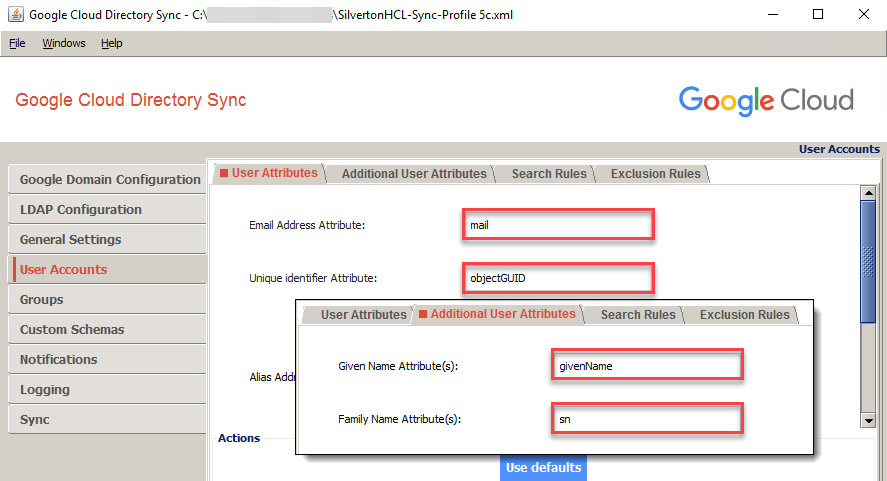 Google Cloud Directory Sync - C:\ \SilvertonHCL-Sync-Profile 5c.xml
File Windows Help
Google Cloud Directory Sync
Google Cloud
User Accounts
Google Domain Configuration
LDAP Configuration
General Settings
User Accounts
Groups
Custom Schemas
Notifications
Logging
Sync
User Attributes Additional User Attributes Search Rules Exclusion Rules
Email Address Attribute: mail
Unique identifier Attribute: objectGUID
Alias Addr
User Attributes Additional User Attributes Search Rules Exclusion Rules
Given Name Attribute(s): givenName
Family Name Attribute(s): sn
Actions
Use defaults